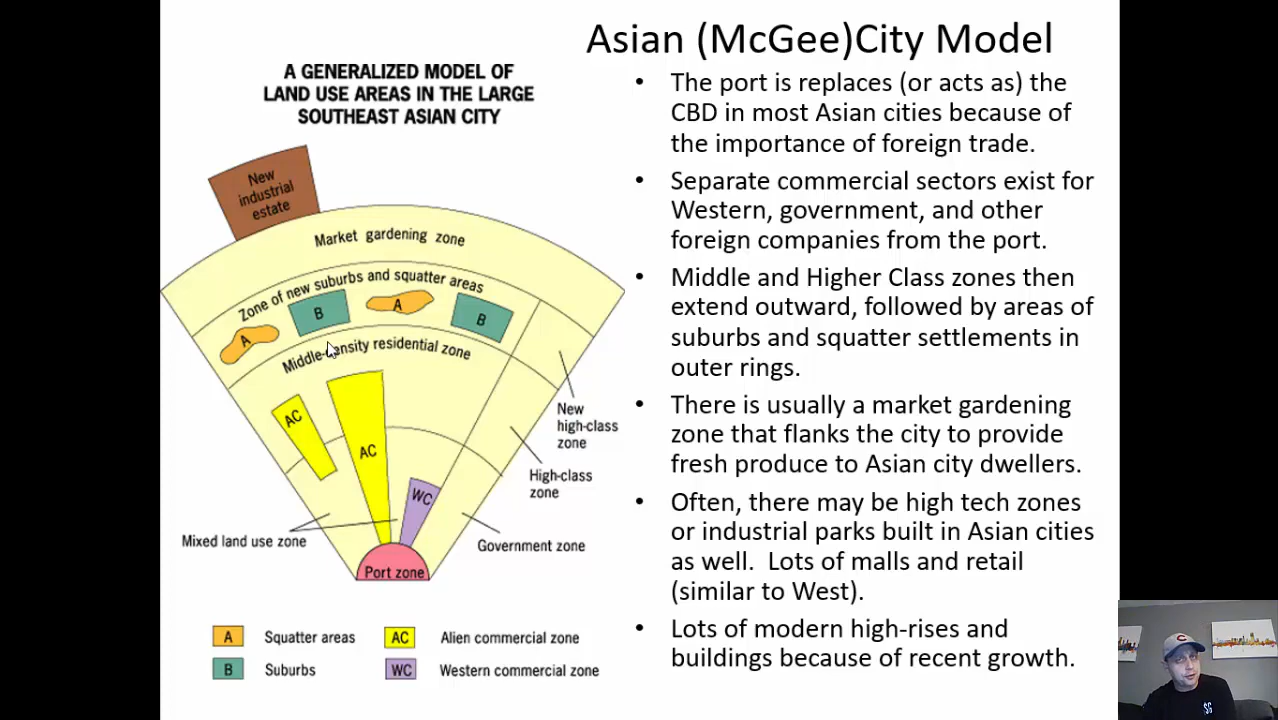 Asian (McGee)City Model
A GENERALIZED MODEL OF
LAND USE AREAS IN THE LARGE
SOUTHEAST ASIAN CITY
New
industrial
estate
Market gardening zone
Zone of new suburbs and squatter areas
A
B
A
B
Middle-density residential zone
AC
AC
WC
New
high-class
zone
High-class
zone
Mixed land use zone
Government zone
Port zone
A
Squatter areas
AC
Alien commercial zone
B
Suburbs
WC
Western commercial zone
• The port is replaces (or acts as) the
CBD in most Asian cities because of
the importance of foreign trade.
• Separate commercial sectors exist for
Western, government, and other
foreign companies from the port.
• Middle and Higher Class zones then
extend outward, followed by areas of
suburbs and squatter settlements in
outer rings.
• There is usually a market gardening
zone that flanks the city to provide
fresh produce to Asian city dwellers.
• Often, there may be high tech zones
or industrial parks built in Asian cities
as well.  Lots of malls and retail
(similar to West).
• Lots of modern high-rises and
buildings because of recent growth.
C
SG